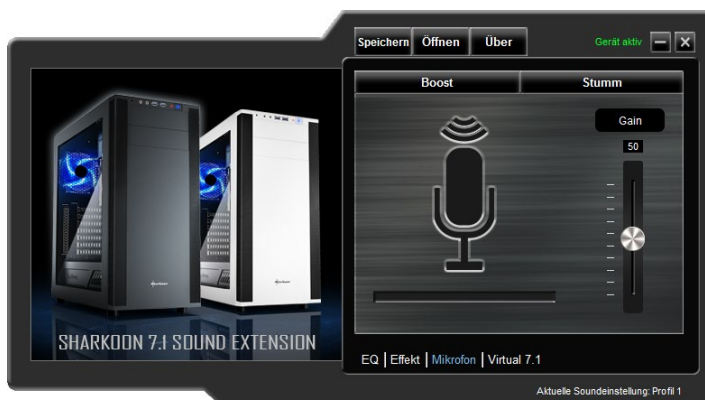 Speichern Öffnen Über
Gerät aktiv
Boost Stumm
Gain
50
SHARKOON 7.1 SOUND EXTENSION
EQ | Effekt | Mikrofon | Virtual 7.1
Aktuelle Soundeinstellung: Profil 1